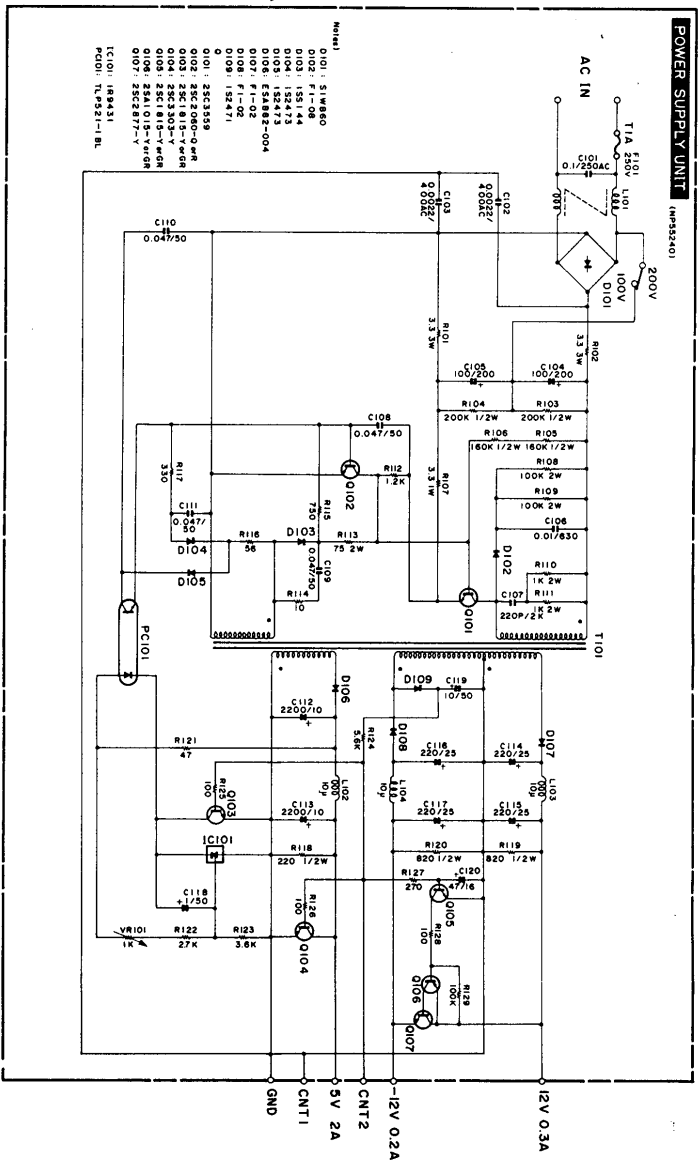 POWER SUPPLY UNIT
(NP552401)
AC IN
F101
T1A 250V
C101
0.1/250AC
L101
200V
100V
D101
C102
0.0022/
400AC
C103
0.0022/
400AC
C110
0.047/50
R101
3.3 3W
R102
3.3 3W
C105
100/200
C104
100/200
R104
200K 1/2W
R103
200K 1/2W
R106
160K 1/2W
R105
160K 1/2W
R108
100K 2W
R109
100K 2W
C106
0.01/630
R107
3.3 1W
D102
R110
1K 2W
R111
1K 2W
C107
220P/2K
C108
0.047/50
Q102
R112
1.2K
R117
330
C111
0.047/
50
D104
D105
R115
750
D103
R116
56
R113
75 2W
C109
0.047/50
R114
10
Q101
T101
PC101
D106
C112
2200/10
D109
C119
10/50
D107
D108
R124
5.6K
C116
220/25
C114
220/25
R121
47
R125
100
Q103
L102
10μ
L104
10μ
L103
10μ
C113
2200/10
C117
220/25
C115
220/25
IC101
R118
220 1/2W
R120
820 1/2W
R119
820 1/2W
C118
1/50
R126
100
R127
270
C120
47/16
Q105
VR101
1K
R122
2.7K
R123
3.6K
Q104
R128
100
Q106
R129
100K
Q107
GND
CNT1
5V 2A
CNT2
-12V 0.2A
12V 0.3A
Notes)
D101: S1WB60
D102: F1-08
D103: 1SS144
D104: 1S2473
D105: 1S2473
D106: ESAB82-004
D107: F1-02
D108: F1-02
D109: 1S2471
Q101: 2SC3559
Q102: 2SC2060-QorR
Q103: 2SC1815-YorGR
Q104: 2SC3303-Y
Q105: 2SC1815-YorGR
Q106: 2SA1015-YorGR
Q107: 2SC2877-Y
IC101: IR9431
PC101: TLP521-1BL